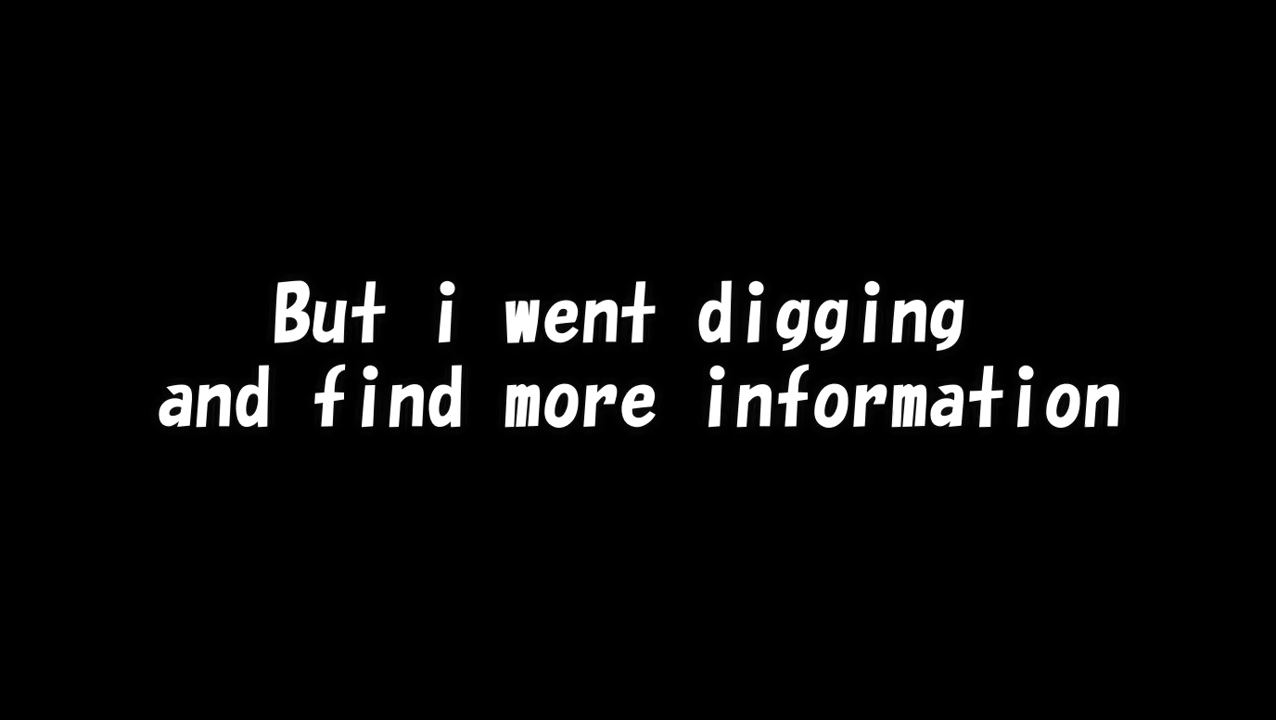 But i went digging
and find more information